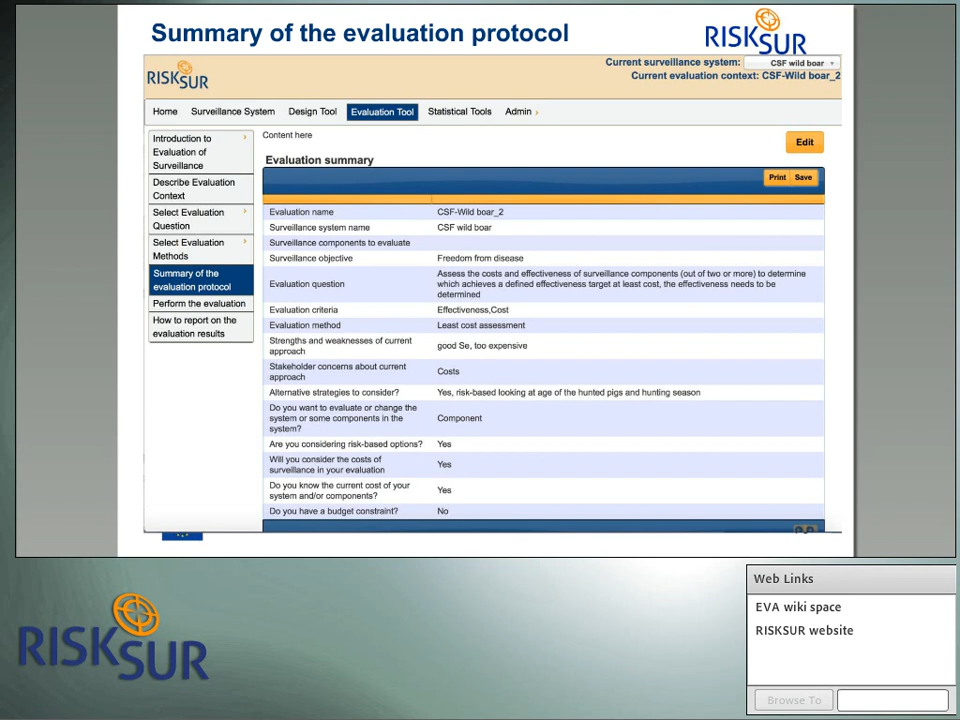 Summary of the evaluation protocol
RISKSUR
RISKSUR
Current surveillance system: CSF wild boar
Current evaluation context: CSF-Wild boar_2
Home Surveillance System Design Tool Evaluation Tool Statistical Tools Admin
Introduction to
Evaluation of
Surveillance
Describe Evaluation
Context
Select Evaluation
Question
Select Evaluation
Methods
Summary of the
evaluation protocol
Perform the evaluation
How to report on the
evaluation results
Content here
Edit
Evaluation summary
Print Save
Evaluation name CSF-Wild boar_2
Surveillance system name CSF wild boar
Surveillance components to evaluate
Surveillance objective Freedom from disease
Evaluation question
Assess the costs and effectiveness of surveillance components (out of two or more) to determine
which achieves a defined effectiveness target at least cost, the effectiveness needs to be
determined
Evaluation criteria Effectiveness,Cost
Evaluation method Least cost assessment
Strengths and weaknesses of current
approach
good Se, too expensive
Stakeholder concerns about current
approach
Costs
Alternative strategies to consider? Yes, risk-based looking at age of the hunted pigs and hunting season
Do you want to evaluate or change the
system or some components in the
system?
Component
Are you considering risk-based options? Yes
Will you consider the costs of
surveillance in your evaluation
Yes
Do you know the current cost of your
system and/or components?
Yes
Do you have a budget constraint? No
RISKSUR
Web Links
EVA wiki space
RISKSUR website
Browse To